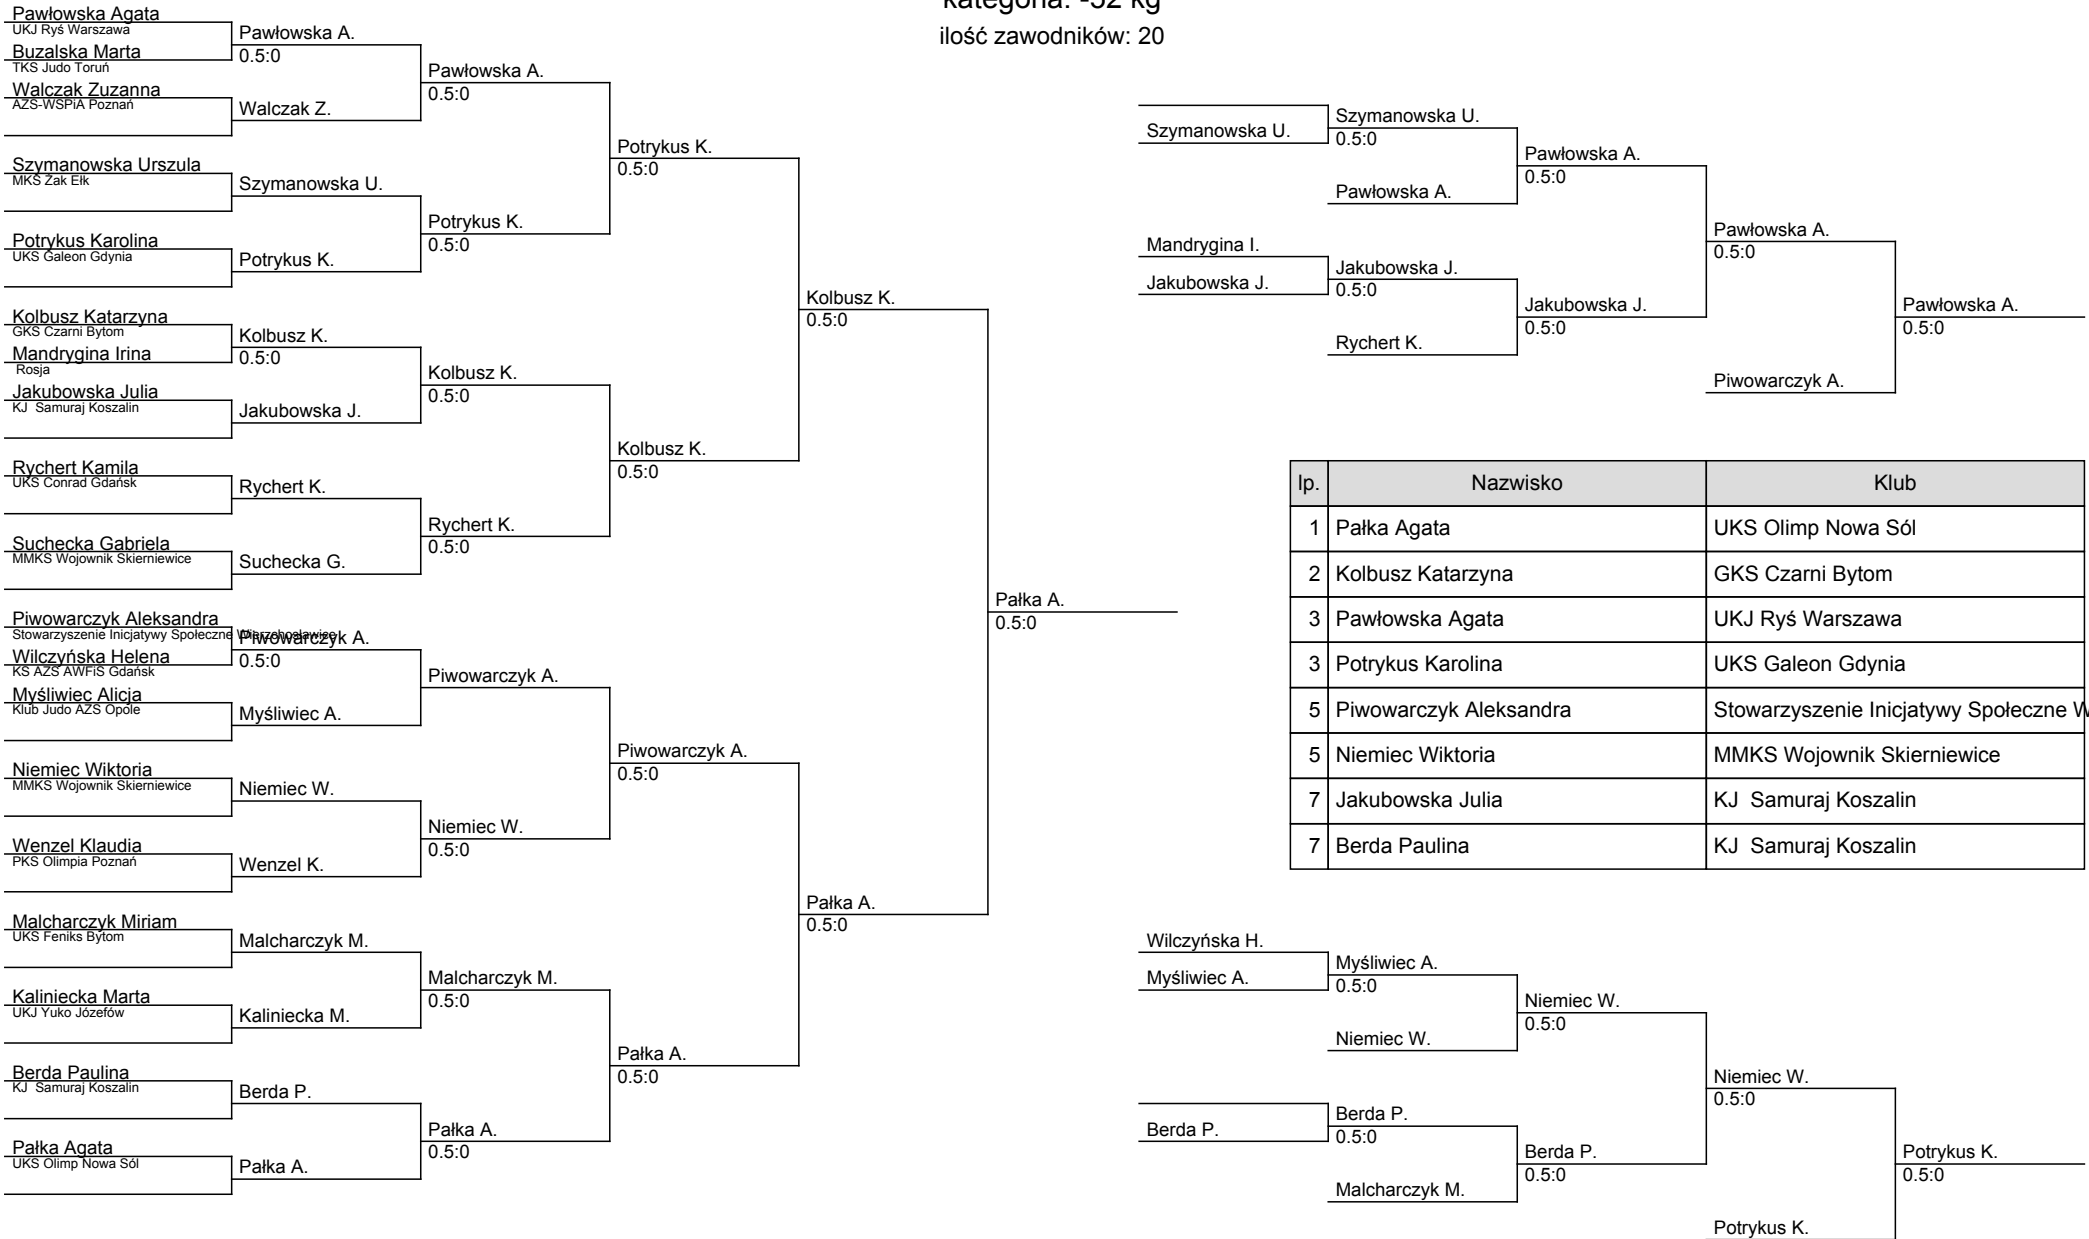 kategoria: -52 kg
ilość zawodników: 20
Pawłowska Agata
UKJ Ryś Warszawa
Buzalska Marta
TKS Judo Toruń
Walczak Zuzanna
AZS-WSPiA Poznań
Szymanowska Urszula
MKS Żak Ełk
Potrykus Karolina
UKS Galeon Gdynia
Kolbusz Katarzyna
GKS Czarni Bytom
Mandrygina Irina
Rosja
Jakubowska Julia
KJ  Samuraj Koszalin
Rychert Kamila
UKS Conrad Gdańsk
Suchecka Gabriela
MMKS Wojownik Skierniewice
Piwowarczyk Aleksandra
Stowarzyszenie Inicjatywy Społeczne Wierzchosławice
Wilczyńska Helena
KS AZS AWFiS Gdańsk
Myśliwiec Alicja
Klub Judo AZS Opole
Niemiec Wiktoria
MMKS Wojownik Skierniewice
Wenzel Klaudia
PKS Olimpia Poznań
Malcharczyk Miriam
UKS Feniks Bytom
Kaliniecka Marta
UKJ Yuko Józefów
Berda Paulina
KJ  Samuraj Koszalin
Pałka Agata
UKS Olimp Nowa Sól
Pawłowska A.
0.5:0
Walczak Z.
Szymanowska U.
Potrykus K.
Kolbusz K.
0.5:0
Jakubowska J.
Rychert K.
Suchecka G.
Piwowarczyk A.
0.5:0
Myśliwiec A.
Niemiec W.
Wenzel K.
Malcharczyk M.
Kaliniecka M.
Berda P.
Pałka A.
Pawłowska A.
0.5:0
Potrykus K.
0.5:0
Kolbusz K.
0.5:0
Rychert K.
0.5:0
Piwowarczyk A.
Niemiec W.
0.5:0
Malcharczyk M.
0.5:0
Pałka A.
0.5:0
Potrykus K.
0.5:0
Kolbusz K.
0.5:0
Piwowarczyk A.
0.5:0
Pałka A.
0.5:0
Kolbusz K.
0.5:0
Pałka A.
0.5:0
Pałka A.
0.5:0
Szymanowska U.
Mandrygina I.
Jakubowska J.
Szymanowska U.
0.5:0
Pawłowska A.
Jakubowska J.
0.5:0
Rychert K.
Pawłowska A.
0.5:0
Jakubowska J.
0.5:0
Pawłowska A.
0.5:0
Piwowarczyk A.
Pawłowska A.
0.5:0
lp. Nazwisko Klub
1 Pałka Agata UKS Olimp Nowa Sól
2 Kolbusz Katarzyna GKS Czarni Bytom
3 Pawłowska Agata UKJ Ryś Warszawa
3 Potrykus Karolina UKS Galeon Gdynia
5 Piwowarczyk Aleksandra Stowarzyszenie Inicjatywy Społeczne W
5 Niemiec Wiktoria MMKS Wojownik Skierniewice
7 Jakubowska Julia KJ  Samuraj Koszalin
7 Berda Paulina KJ  Samuraj Koszalin
Wilczyńska H.
Myśliwiec A.
Berda P.
Myśliwiec A.
0.5:0
Niemiec W.
Berda P.
0.5:0
Malcharczyk M.
Niemiec W.
0.5:0
Berda P.
0.5:0
Niemiec W.
0.5:0
Potrykus K.
Potrykus K.
0.5:0